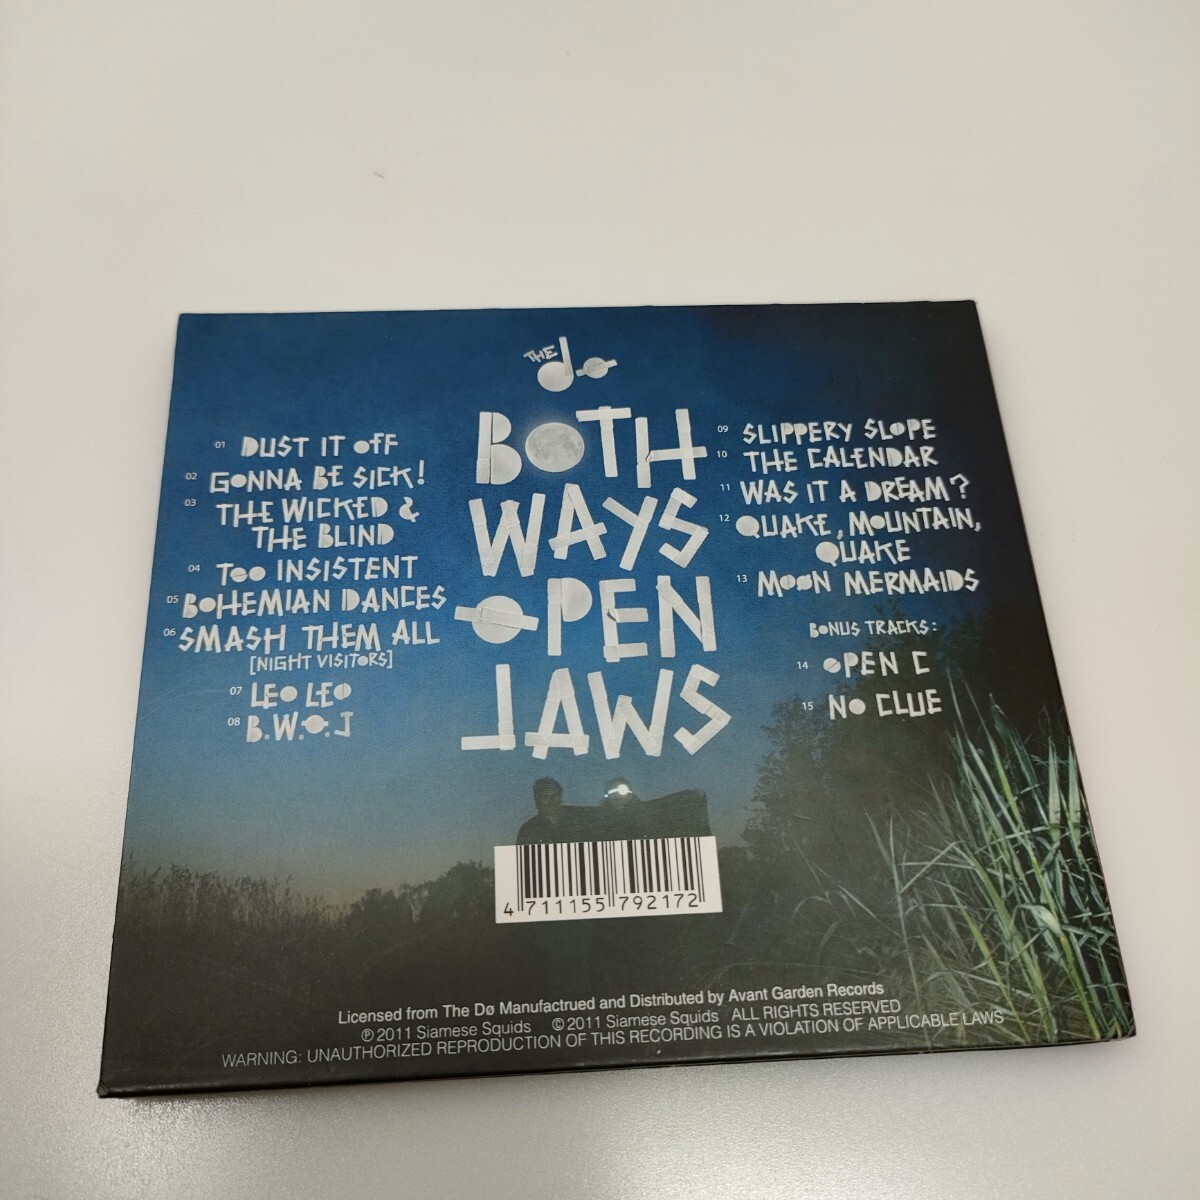 THE dø
BOTH
WAYS
OPEN
JAWS
01 DUST IT OFF
02 GONNA BE SICK!
03 THE WICKED &
THE BLIND
04 TOO INSISTENT
05 BOHEMIAN DANCES
06 SMASH THEM ALL
[NIGHT VISITORS]
07 LEO LEO
08 B.W.O.J
09 SLIPPERY SLOPE
10 THE CALENDAR
11 WAS IT A DREAM?
12 QUAKE, MOUNTAIN,
QUAKE
13 MOØN MERMAIDS
BONUS TRACKS:
14 OPEN C
15 NO CLUE
4 711155 792172
Licensed from The Dø Manufactrued and Distributed by Avant Garden Records
℗ 2011 Siamese Squids © 2011 Siamese Squids ALL RIGHTS RESERVED
WARNING: UNAUTHORIZED REPRODUCTION OF THIS RECORDING IS A VIOLATION OF APPLICABLE LAWS